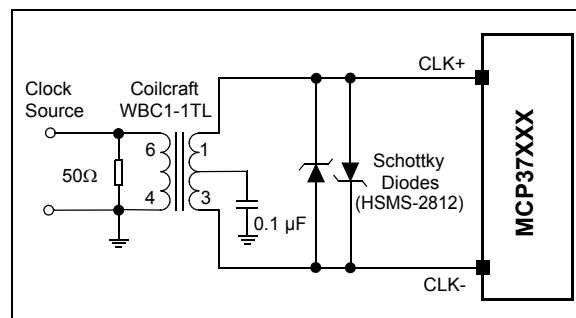 Clock
Source
Coilcraft
WBC1-1TL
CLK+
6
1
50Ω
4
3
0.1 µF
Schottky
Diodes
(HSMS-2812)
MCP37XXX
CLK-